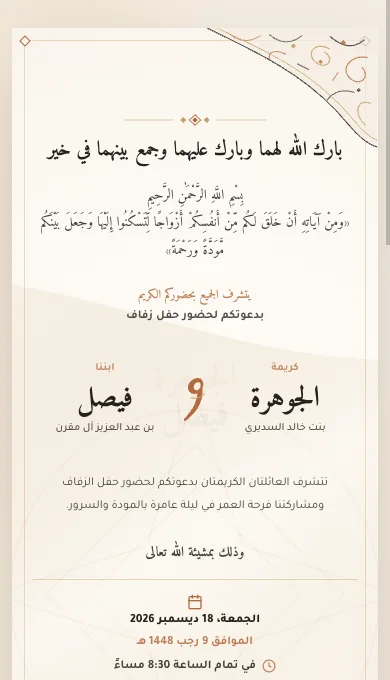 بارك الله لهما وبارك عليهما وجمع بينهما في خير
بِسْمِ اللَّهِ الرَّحْمَٰنِ الرَّحِيمِ
«وَمِنْ آيَاتِهِ أَنْ خَلَقَ لَكُم مِّنْ أَنفُسِكُمْ أَزْوَاجًا لِّتَسْكُنُوا إِلَيْهَا وَجَعَلَ بَيْنَكُم
مَّوَدَّةً وَرَحْمَةً»
يتشرف الجميع بحضوركم الكريم
بدعوتكم لحضور حفل زفاف
كريمة
الجوهرة
بنت خالد السديري
و
ابننا
فيصل
بن عبد العزيز آل مقرن
تتشرف العائلتان الكريمتان بدعوتكم لحضور حفل الزفاف
ومشاركتنا فرحة العمر في ليلة عامرة بالمودة والسرور.
وذلك بمشيئة الله تعالى
الجمعة، 18 ديسمبر 2026
الموافق 9 رجب 1448 هـ
في تمام الساعة 8:30 مساءً